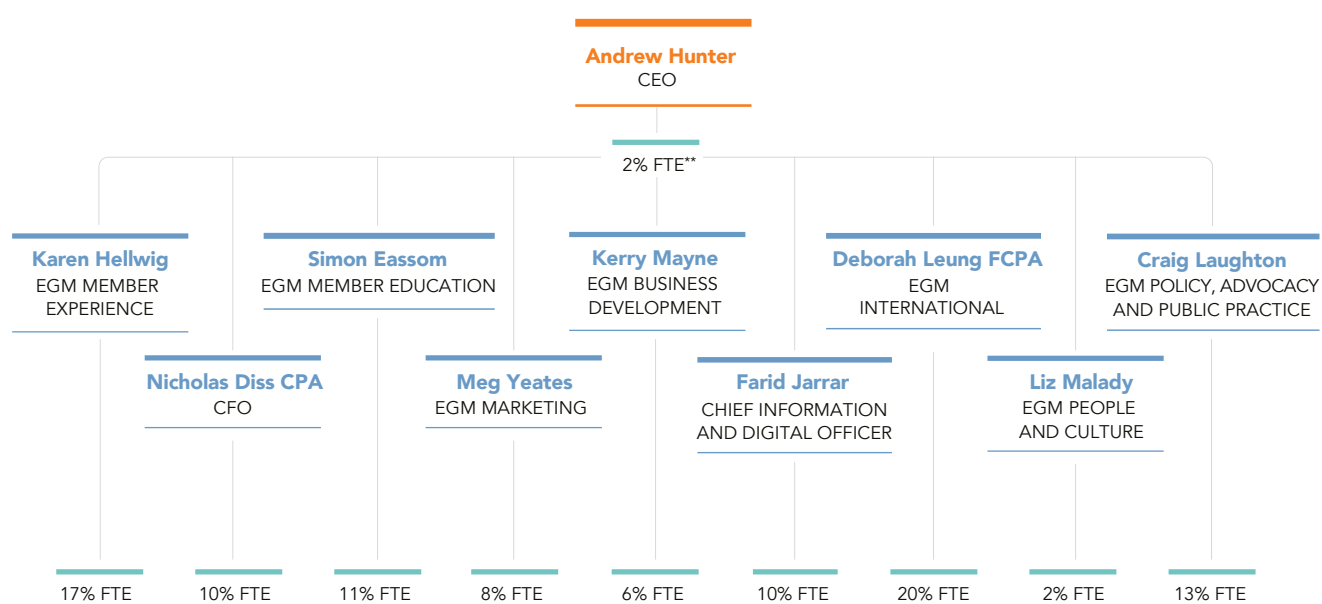 Andrew Hunter
CEO
2% FTE**
Karen Hellwig
EGM MEMBER
EXPERIENCE
Simon Eassom
EGM MEMBER EDUCATION
Kerry Mayne
EGM BUSINESS
DEVELOPMENT
Deborah Leung FCPA
EGM
INTERNATIONAL
Craig Laughton
EGM POLICY, ADVOCACY
AND PUBLIC PRACTICE
Nicholas Diss CPA
CFO
Meg Yeates
EGM MARKETING
Farid Jarrar
CHIEF INFORMATION
AND DIGITAL OFFICER
Liz Malady
EGM PEOPLE
AND CULTURE
17% FTE
10% FTE
11% FTE
8% FTE
6% FTE
10% FTE
20% FTE
2% FTE
13% FTE